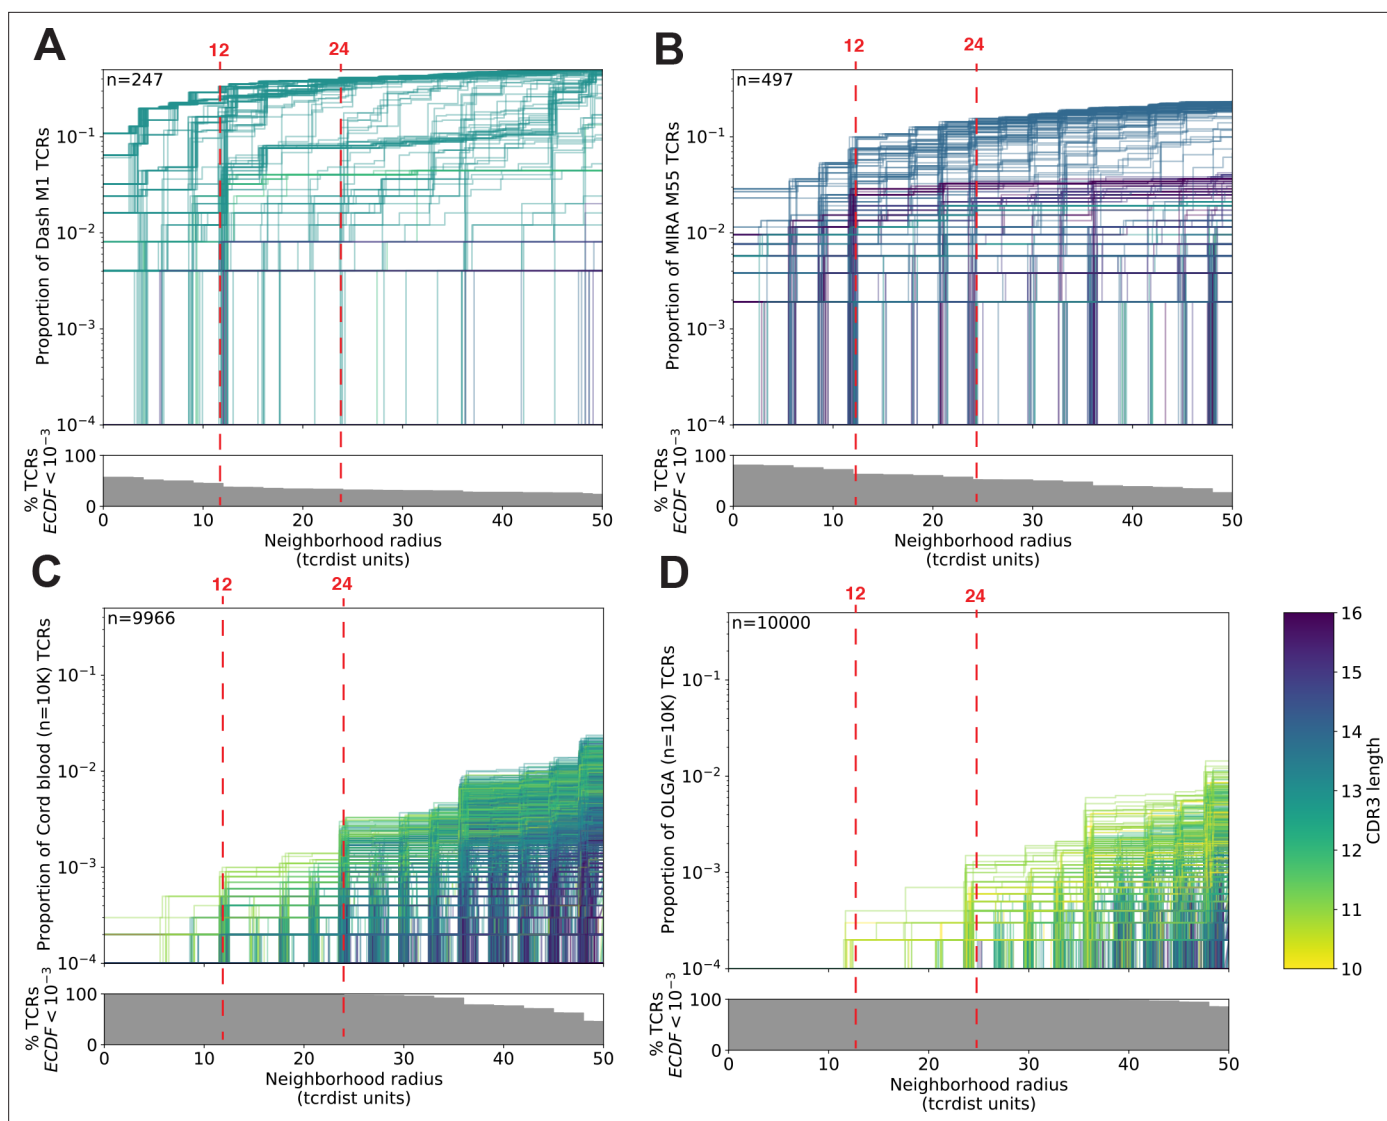 A
12
24
n=247
10⁻¹
10⁻²
10⁻³
10⁻⁴
Proportion of Dash M1 TCRs
100
0
% TCRs
ECDF < 10⁻³
0 10 20 30 40 50
Neighborhood radius
(tcrdist units)
B
12
24
n=497
10⁻¹
10⁻²
10⁻³
10⁻⁴
Proportion of MIRA M55 TCRs
100
0
% TCRs
ECDF < 10⁻³
0 10 20 30 40 50
Neighborhood radius
(tcrdist units)
C
12
24
n=9966
10⁻¹
10⁻²
10⁻³
10⁻⁴
Proportion of Cord blood (n=10K) TCRs
100
0
% TCRs
ECDF < 10⁻³
0 10 20 30 40 50
Neighborhood radius
(tcrdist units)
D
12
24
n=10000
10⁻¹
10⁻²
10⁻³
10⁻⁴
Proportion of OLGA (n=10K) TCRs
100
0
% TCRs
ECDF < 10⁻³
0 10 20 30 40 50
Neighborhood radius
(tcrdist units)
16
15
14
13
12
11
10
CDR3 length